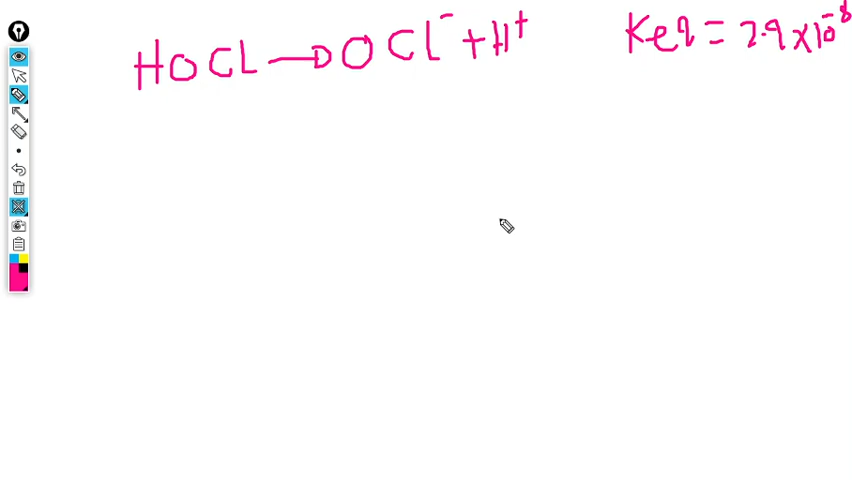 HOCl → OCl⁻ + H⁺ Keq = 2.9 × 10⁻⁸